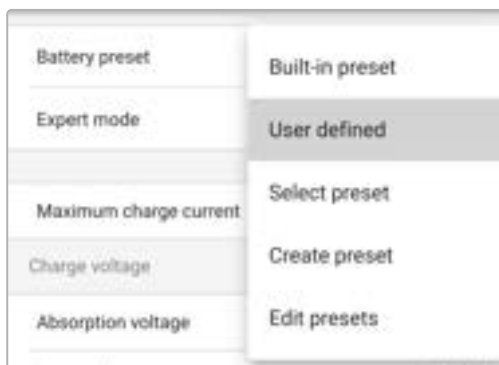 Battery preset
Expert mode
Maximum charge current
Charge voltage
Absorption voltage
Built-in preset
User defined
Select preset
Create preset
Edit presets